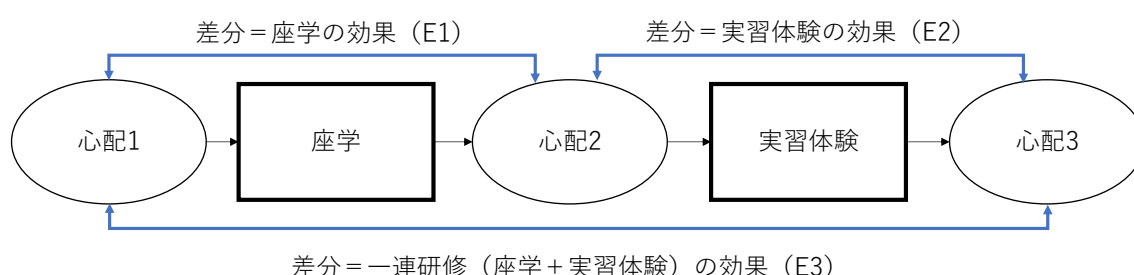 差分＝座学の効果（E1）
差分＝実習体験の効果（E2）
心配1
座学
心配2
実習体験
心配3
差分＝一連研修（座学＋実習体験）の効果（E3）